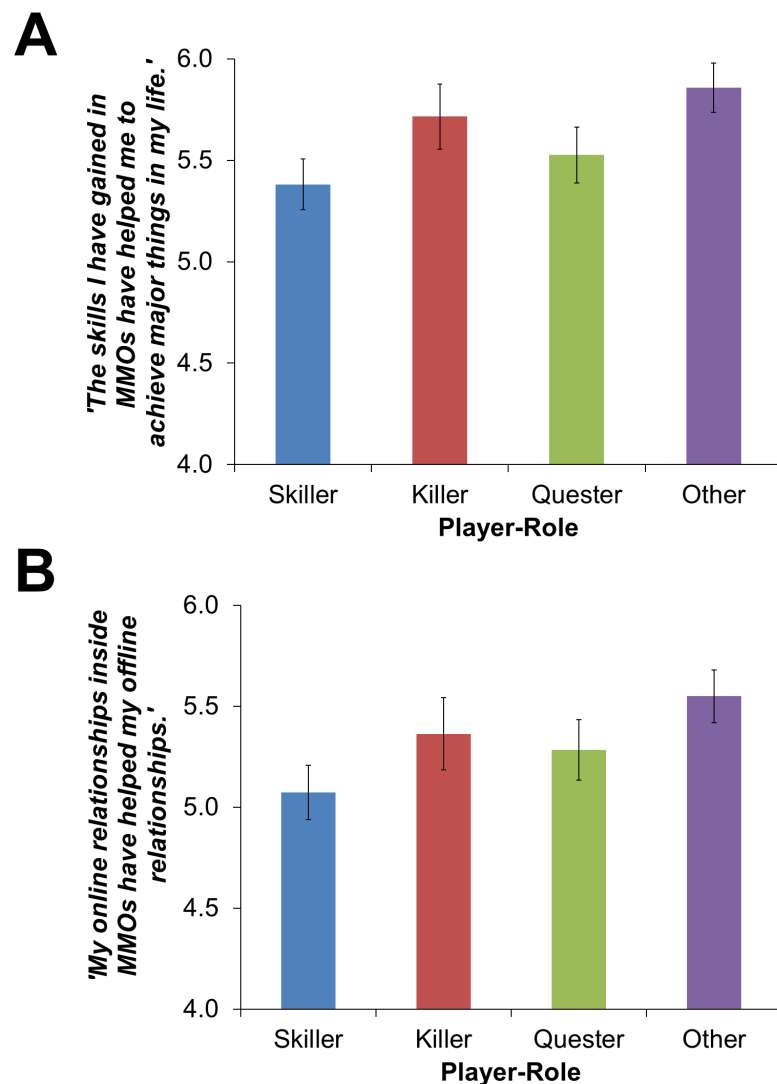 A
'The skills I have gained in
MMOs have helped me to
achieve major things in my life.'
6.0
5.5
5.0
4.5
4.0
Skiller Killer Quester Other
Player-Role
B
'My online relationships inside
MMOs have helped my offline
relationships.'
6.0
5.5
5.0
4.5
4.0
Skiller Killer Quester Other
Player-Role